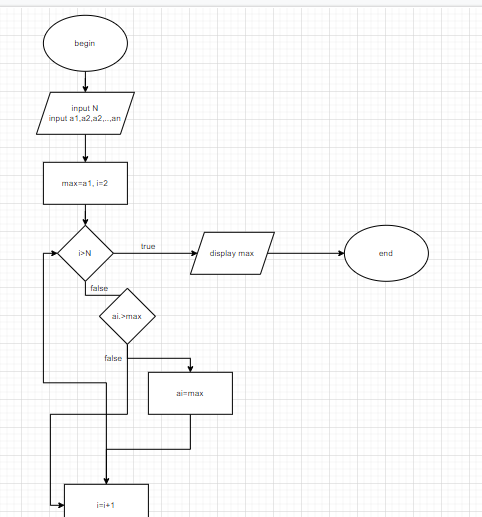 begin
input N
input a1,a2,a2,..,an
max=a1, i=2
i>N
true
display max
end
false
ai.>max
false
ai=max
i=i+1